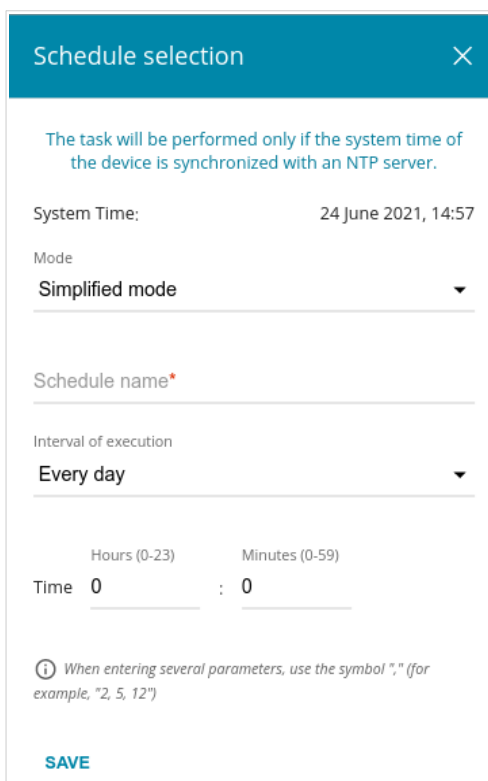 Schedule selection
The task will be performed only if the system time of
the device is synchronized with an NTP server.
System Time: 24 June 2021, 14:57
Mode
Simplified mode
Schedule name*
Interval of execution
Every day
Hours (0-23) Minutes (0-59)
Time 0 : 0
When entering several parameters, use the symbol "," (for
example, "2, 5, 12")
SAVE